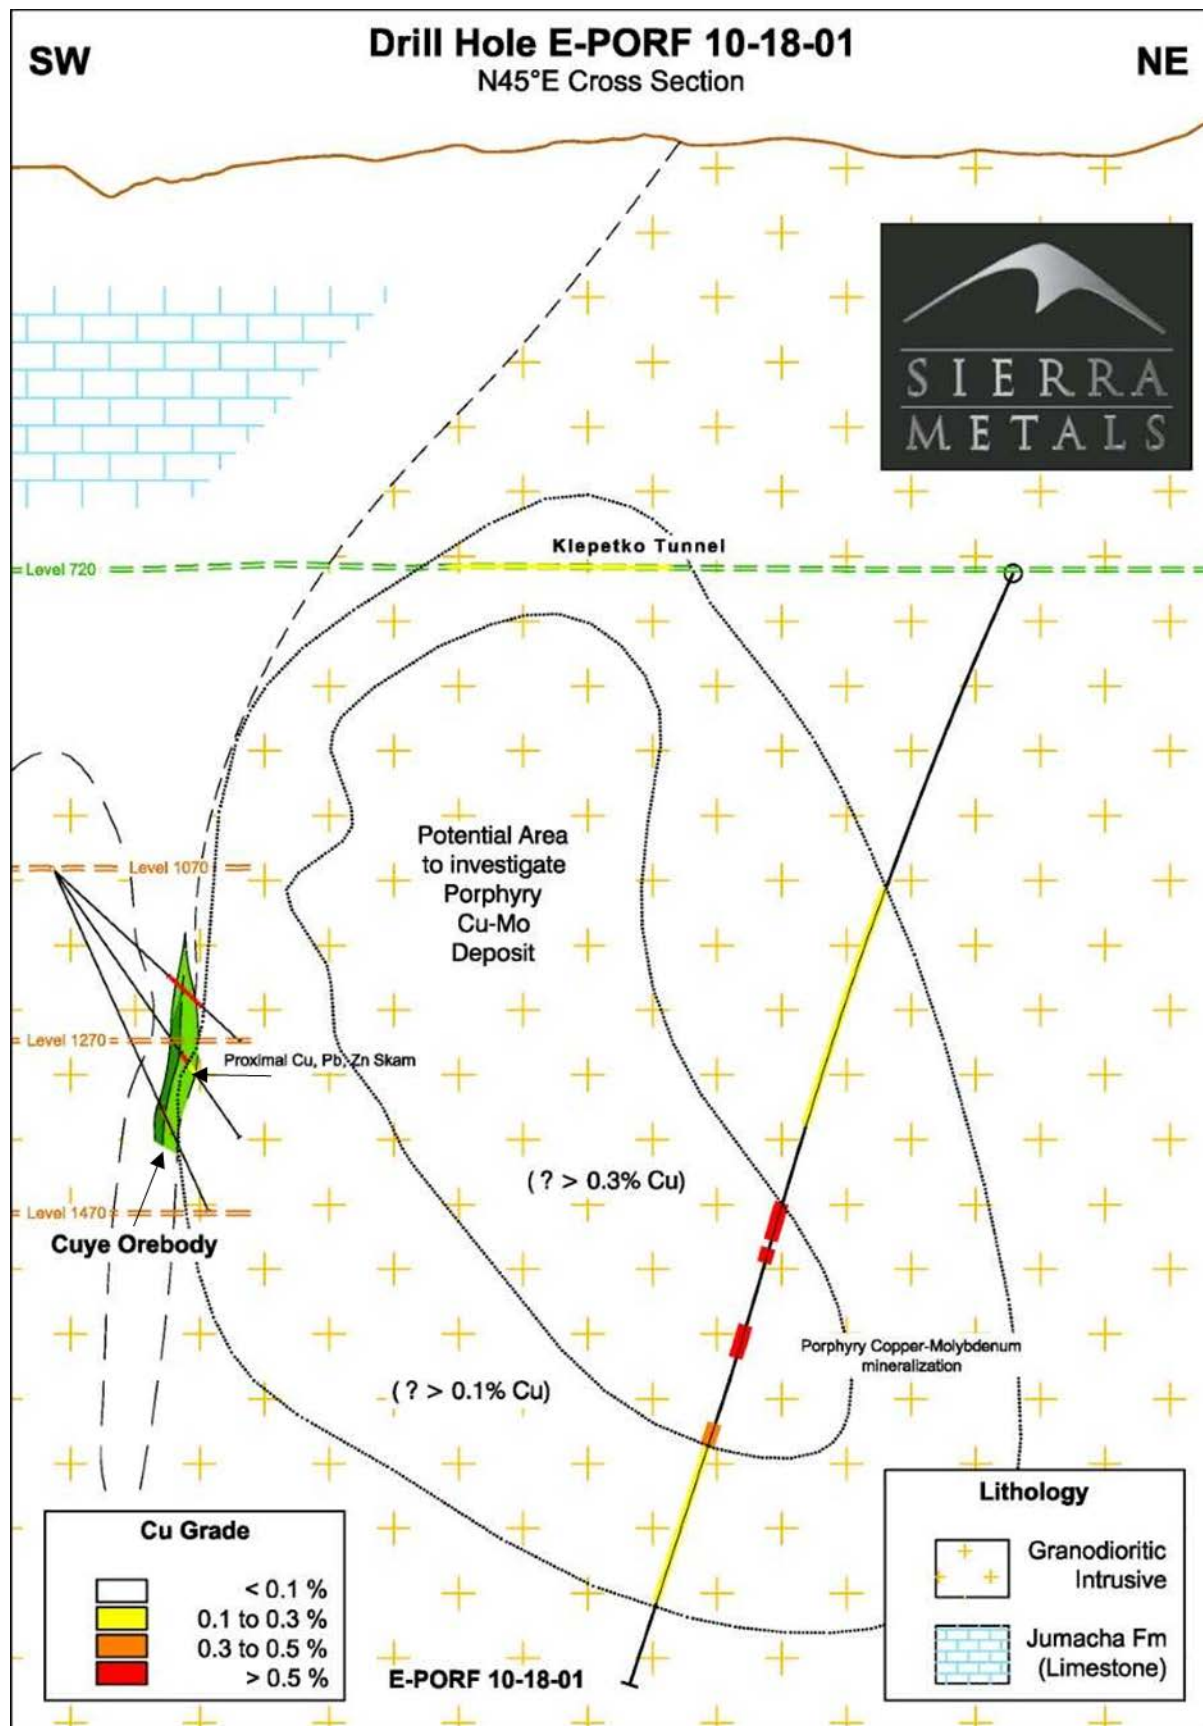 Drill Hole E-PORF 10-18-01
SW
NE
N45°E Cross Section
SIERRA
METALS
Klepetko Tunnel
Level 720
Potential Area
to investigate
Porphyry
Cu-Mo
Deposit
Level 1070
Level 1270
Proximal Cu, Pb, Zn Skarn
(? > 0.3% Cu)
Level 1470
Cuye Orebody
Porphyry Copper-Molybdenum
mineralization
(? > 0.1% Cu)
Cu Grade
< 0.1 %
0.1 to 0.3 %
0.3 to 0.5 %
> 0.5 %
E-PORF 10-18-01
Lithology
Granodioritic
Intrusive
Jumacha Fm
(Limestone)